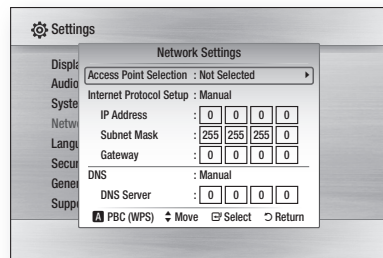 Settings
Network Settings
Access Point Selection : Not Selected
Internet Protocol Setup : Manual
IP Address : 0 0 0 0
Subnet Mask : 255 255 255 0
Gateway : 0 0 0 0
DNS : Manual
DNS Server : 0 0 0 0
A PBC (WPS) Move Select Return
Displa
Audio
Syste
Netw
Langu
Secur
Gener
Suppo